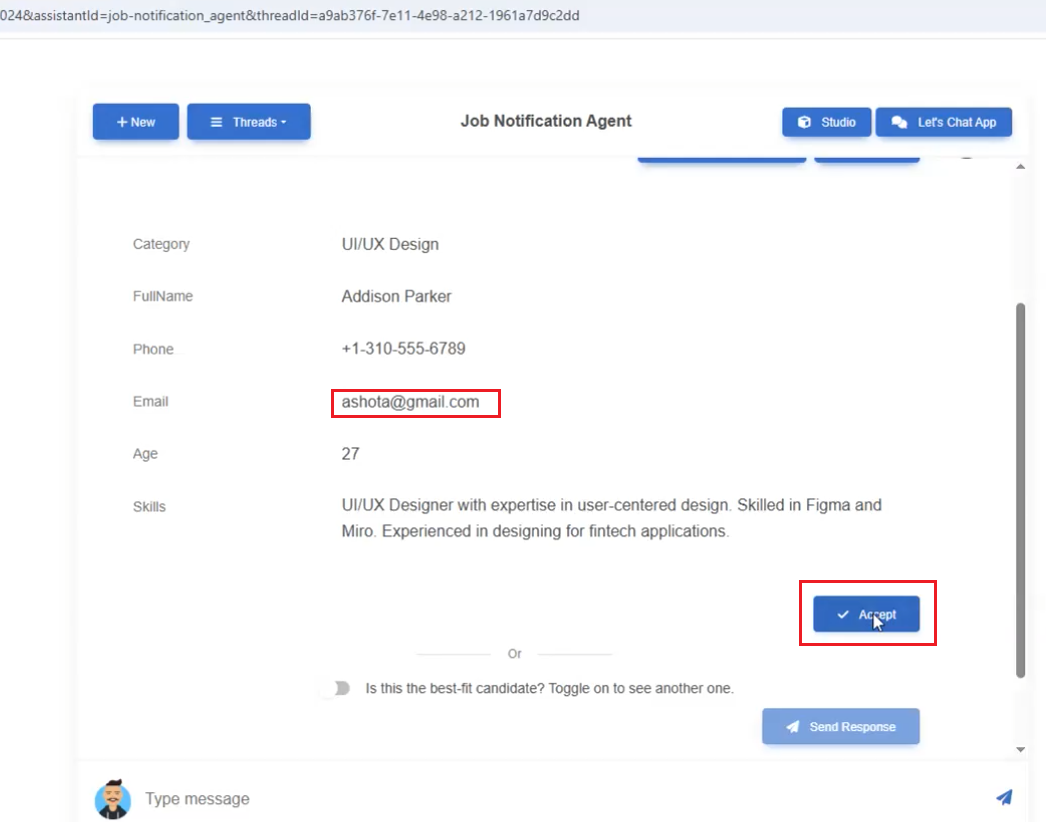 024&assistantId=job-notification_agent&threadId=a9ab376f-7e11-4e98-a212-1961a7d9c2dd
+ New Threads Job Notification Agent Studio Let's Chat App
Category UI/UX Design
FullName Addison Parker
Phone +1-310-555-6789
Email ashota@gmail.com
Age 27
Skills UI/UX Designer with expertise in user-centered design. Skilled in Figma and
Miro. Experienced in designing for fintech applications.
Accept
Or
Is this the best-fit candidate? Toggle on to see another one.
Send Response
Type message